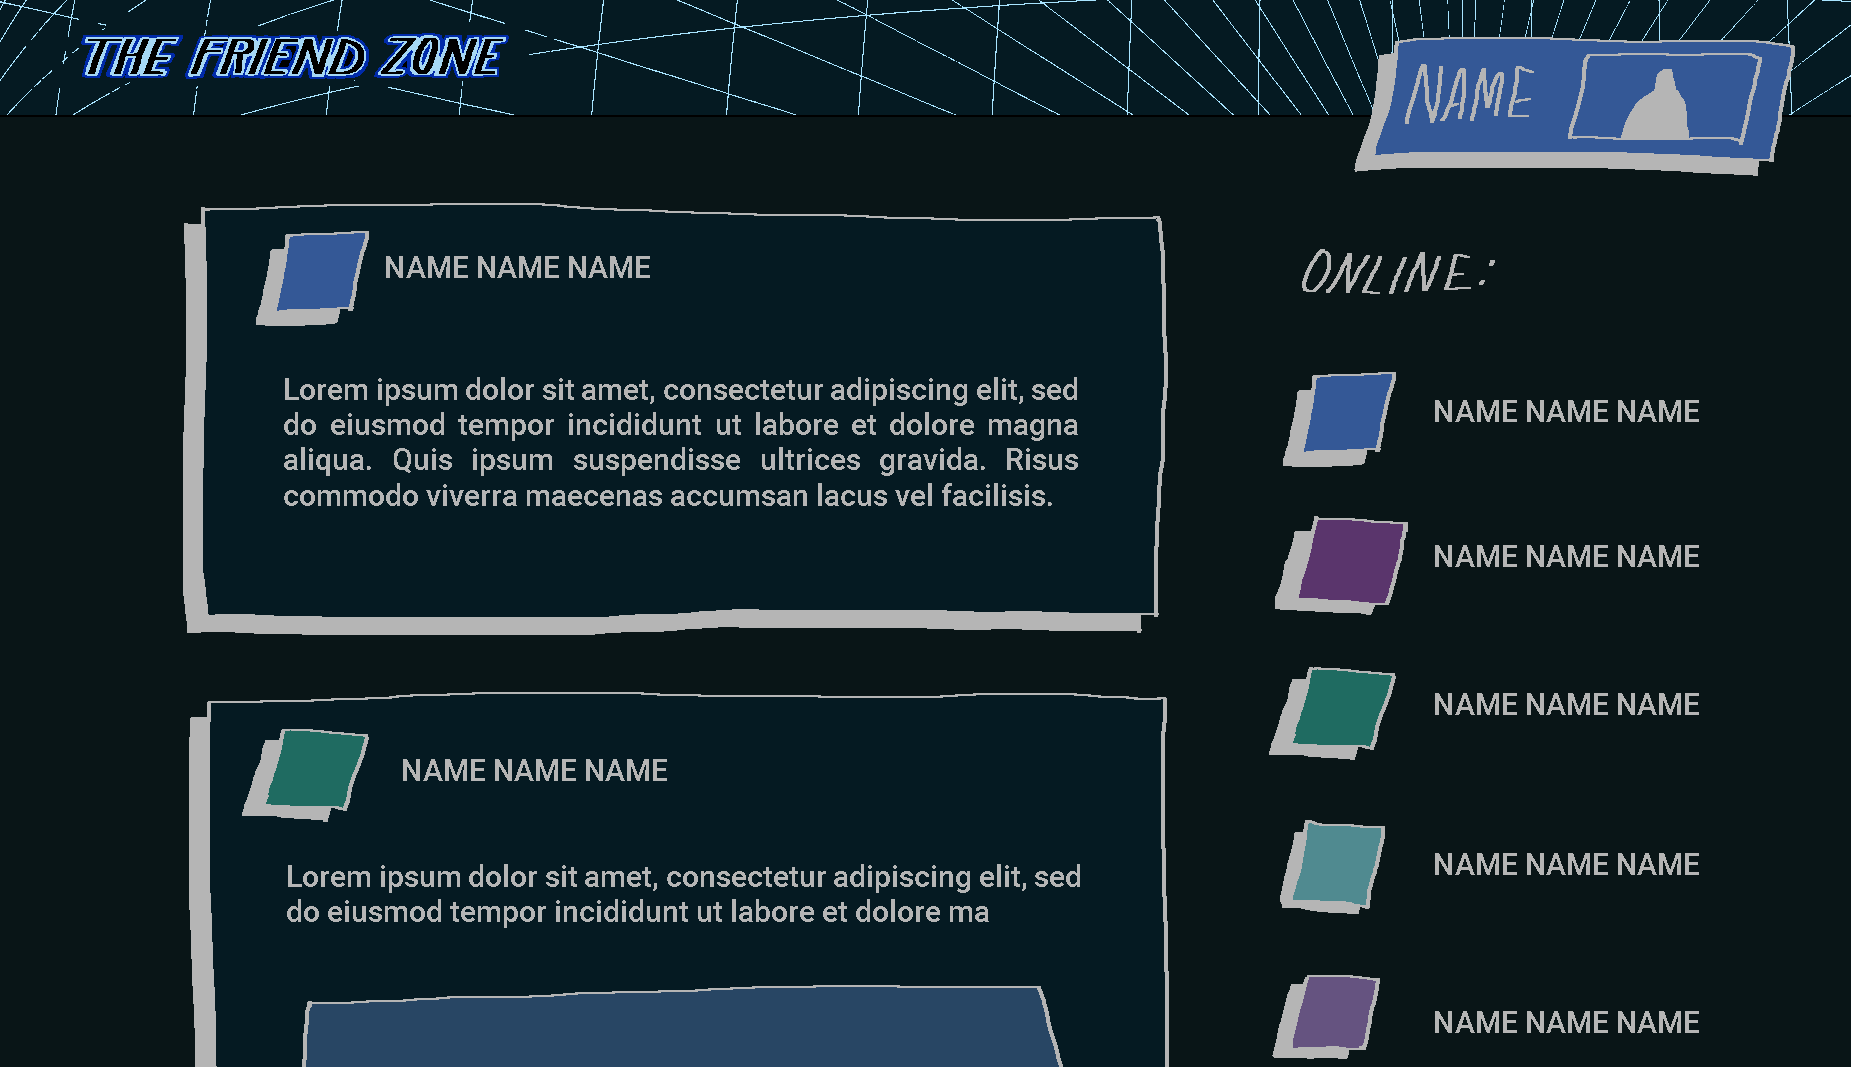 THE FRIEND ZONE
NAME
NAME NAME NAME
Lorem ipsum dolor sit amet, consectetur adipiscing elit, sed
do eiusmod tempor incididunt ut labore et dolore magna
aliqua. Quis ipsum suspendisse ultrices gravida. Risus
commodo viverra maecenas accumsan lacus vel facilisis.
NAME NAME NAME
Lorem ipsum dolor sit amet, consectetur adipiscing elit, sed
do eiusmod tempor incididunt ut labore et dolore ma
ONLINE:
NAME NAME NAME
NAME NAME NAME
NAME NAME NAME
NAME NAME NAME
NAME NAME NAME